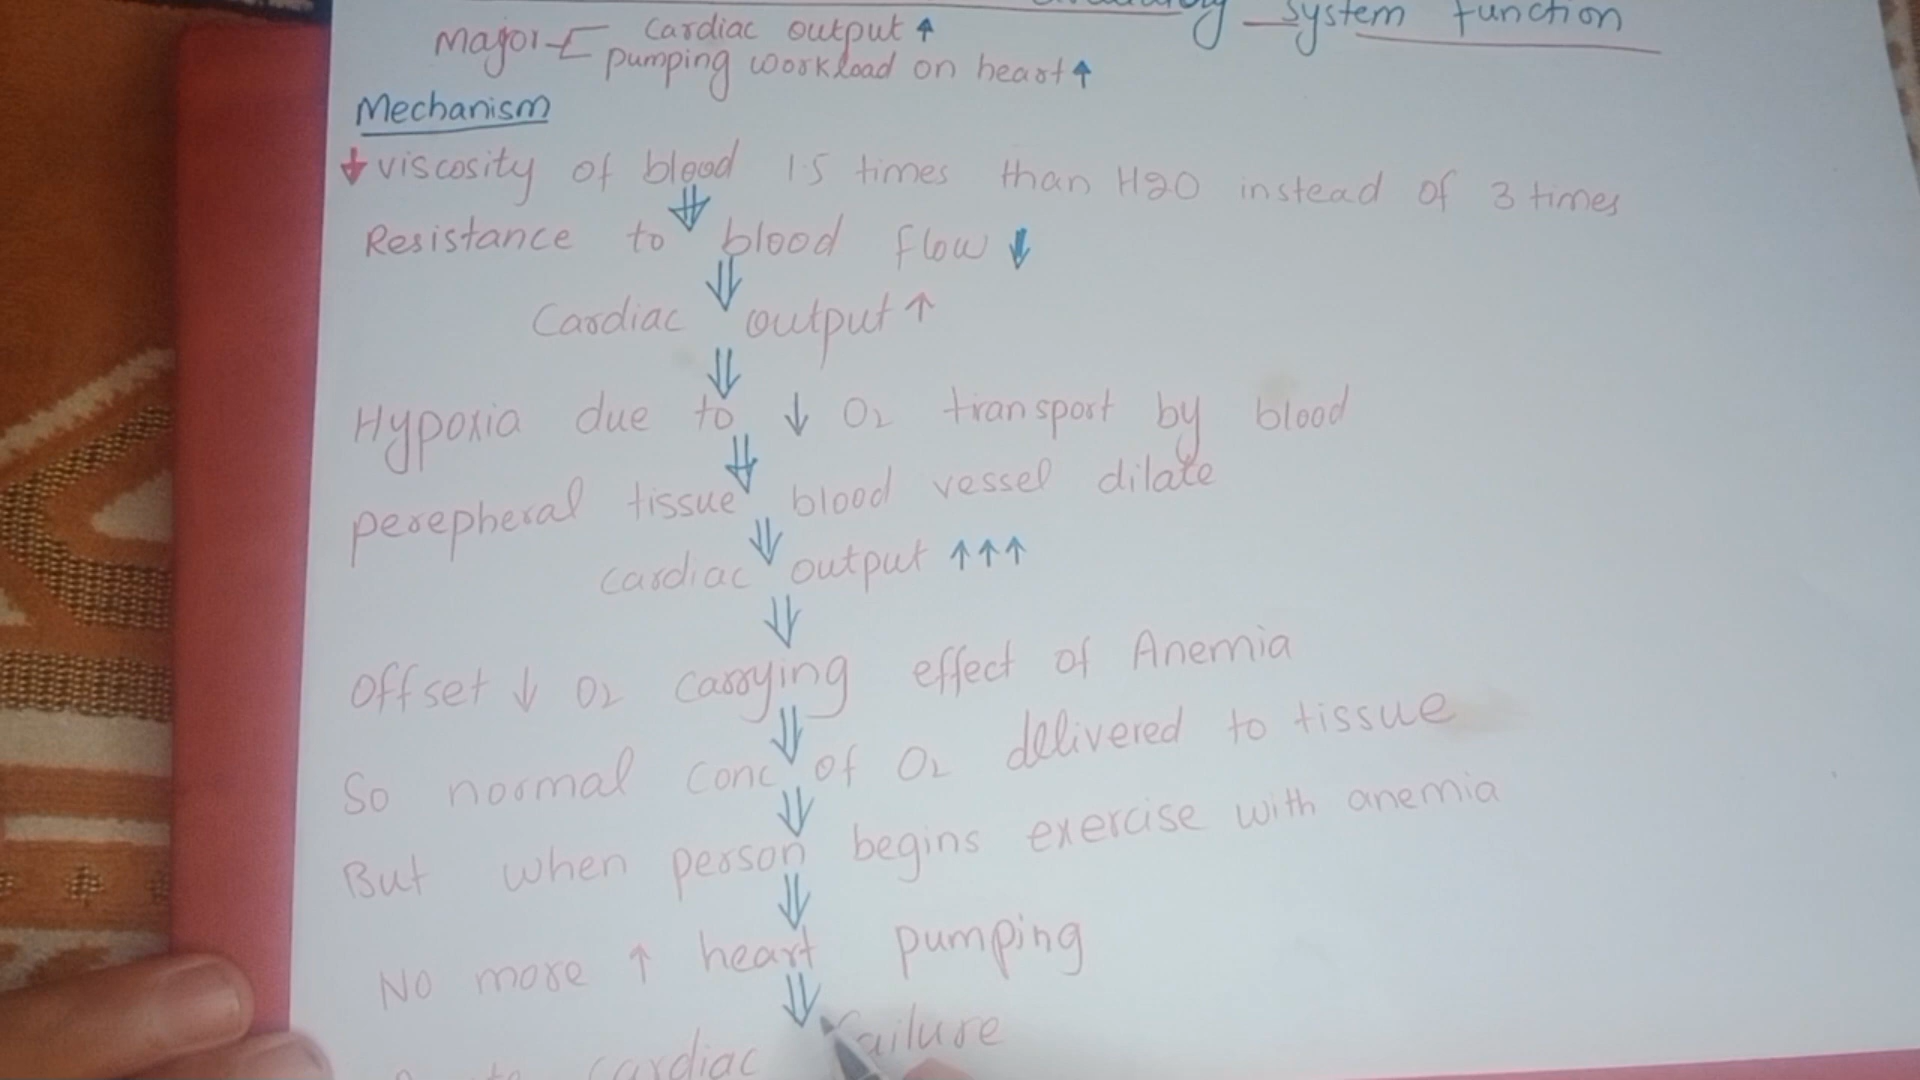 System function
Major Cardiac output ↑
pumping workload on heart ↑
Mechanism
↓ viscosity of blood 1.5 times than H2O instead of 3 times
Resistance to blood flow ↓
Cardiac output ↑
Hypoxia due to ↓ O2 transport by blood
perepheral tissue blood vessel dilate
cardiac output ↑↑↑
Offset ↓ O2 carrying effect of Anemia
So normal conc of O2 delivered to tissue
But when person begins exercise with anemia
No more ↑ heart pumping
cardiac failure